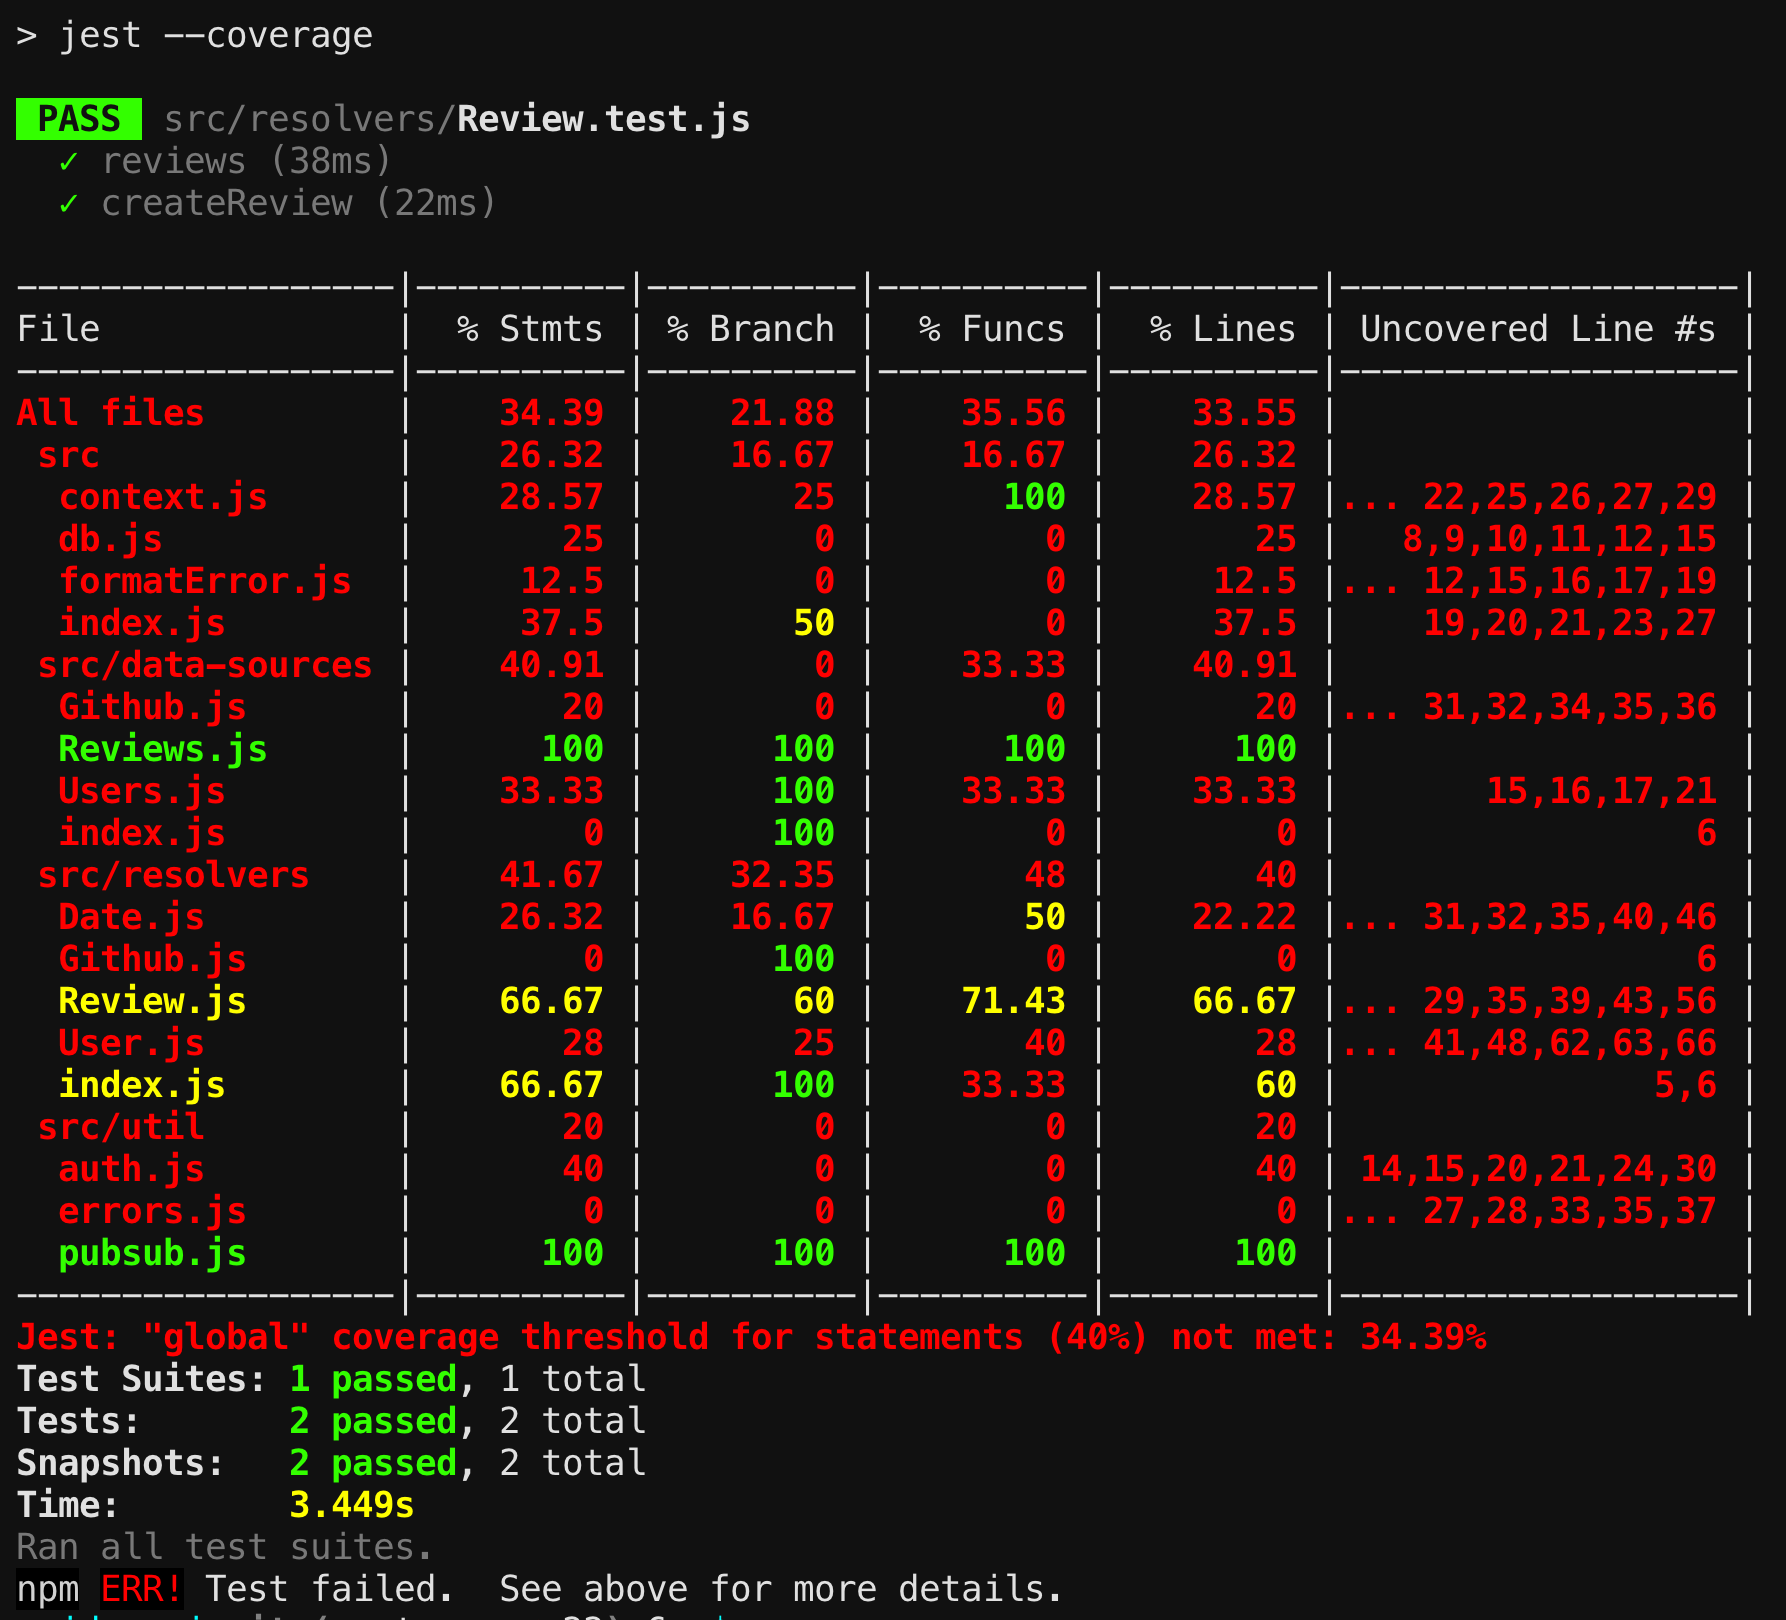 > jest --coverage
PASS src/resolvers/Review.test.js
✓ reviews (38ms)
✓ createReview (22ms)
------------------|----------|----------|----------|----------|-------------------|
File | % Stmts | % Branch | % Funcs | % Lines | Uncovered Line #s |
------------------|----------|----------|----------|----------|-------------------|
All files | 34.39 | 21.88 | 35.56 | 33.55 | |
src | 26.32 | 16.67 | 16.67 | 26.32 | |
context.js | 28.57 | 25 | 100 | 28.57 |... 22,25,26,27,29 |
db.js | 25 | 0 | 0 | 25 | 8,9,10,11,12,15 |
formatError.js | 12.5 | 0 | 0 | 12.5 |... 12,15,16,17,19 |
index.js | 37.5 | 50 | 0 | 37.5 | 19,20,21,23,27 |
src/data-sources | 40.91 | 0 | 33.33 | 40.91 | |
Github.js | 20 | 0 | 0 | 20 |... 31,32,34,35,36 |
Reviews.js | 100 | 100 | 100 | 100 | |
Users.js | 33.33 | 100 | 33.33 | 33.33 | 15,16,17,21 |
index.js | 0 | 100 | 0 | 0 | 6 |
src/resolvers | 41.67 | 32.35 | 48 | 40 | |
Date.js | 26.32 | 16.67 | 50 | 22.22 |... 31,32,35,40,46 |
Github.js | 0 | 100 | 0 | 0 | 6 |
Review.js | 66.67 | 60 | 71.43 | 66.67 |... 29,35,39,43,56 |
User.js | 28 | 25 | 40 | 28 |... 41,48,62,63,66 |
index.js | 66.67 | 100 | 33.33 | 60 | 5,6 |
src/util | 20 | 0 | 0 | 20 | |
auth.js | 40 | 0 | 0 | 40 | 14,15,20,21,24,30 |
errors.js | 0 | 0 | 0 | 0 |... 27,28,33,35,37 |
pubsub.js | 100 | 100 | 100 | 100 | |
------------------|----------|----------|----------|----------|-------------------|
Jest: "global" coverage threshold for statements (40%) not met: 34.39%
Test Suites: 1 passed, 1 total
Tests: 2 passed, 2 total
Snapshots: 2 passed, 2 total
Time: 3.449s
Ran all test suites.
npm ERR! Test failed.  See above for more details.